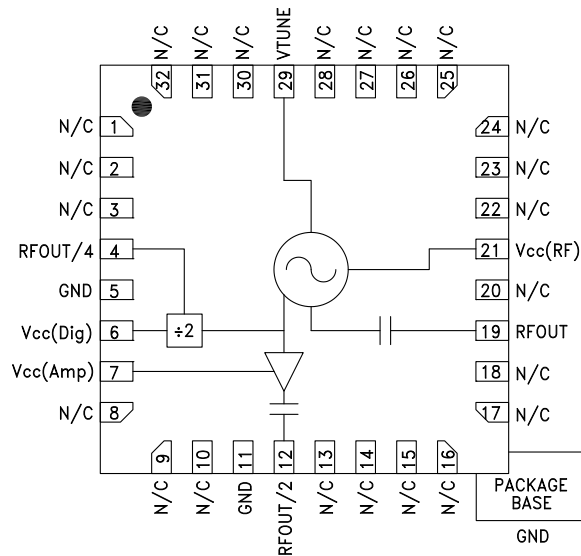 N/C
N/C
N/C
VTUNE
N/C
N/C
N/C
N/C
32
31
30
29
28
27
26
25
N/C 1
N/C 2
N/C 3
RFOUT/4 4
GND 5
Vcc(Dig) 6
Vcc(Amp) 7
N/C 8
÷2
24 N/C
23 N/C
22 N/C
21 Vcc(RF)
20 N/C
19 RFOUT
18 N/C
17 N/C
9
10
11
12
13
14
15
16
N/C
N/C
GND
RFOUT/2
N/C
N/C
N/C
N/C
PACKAGE
BASE
GND